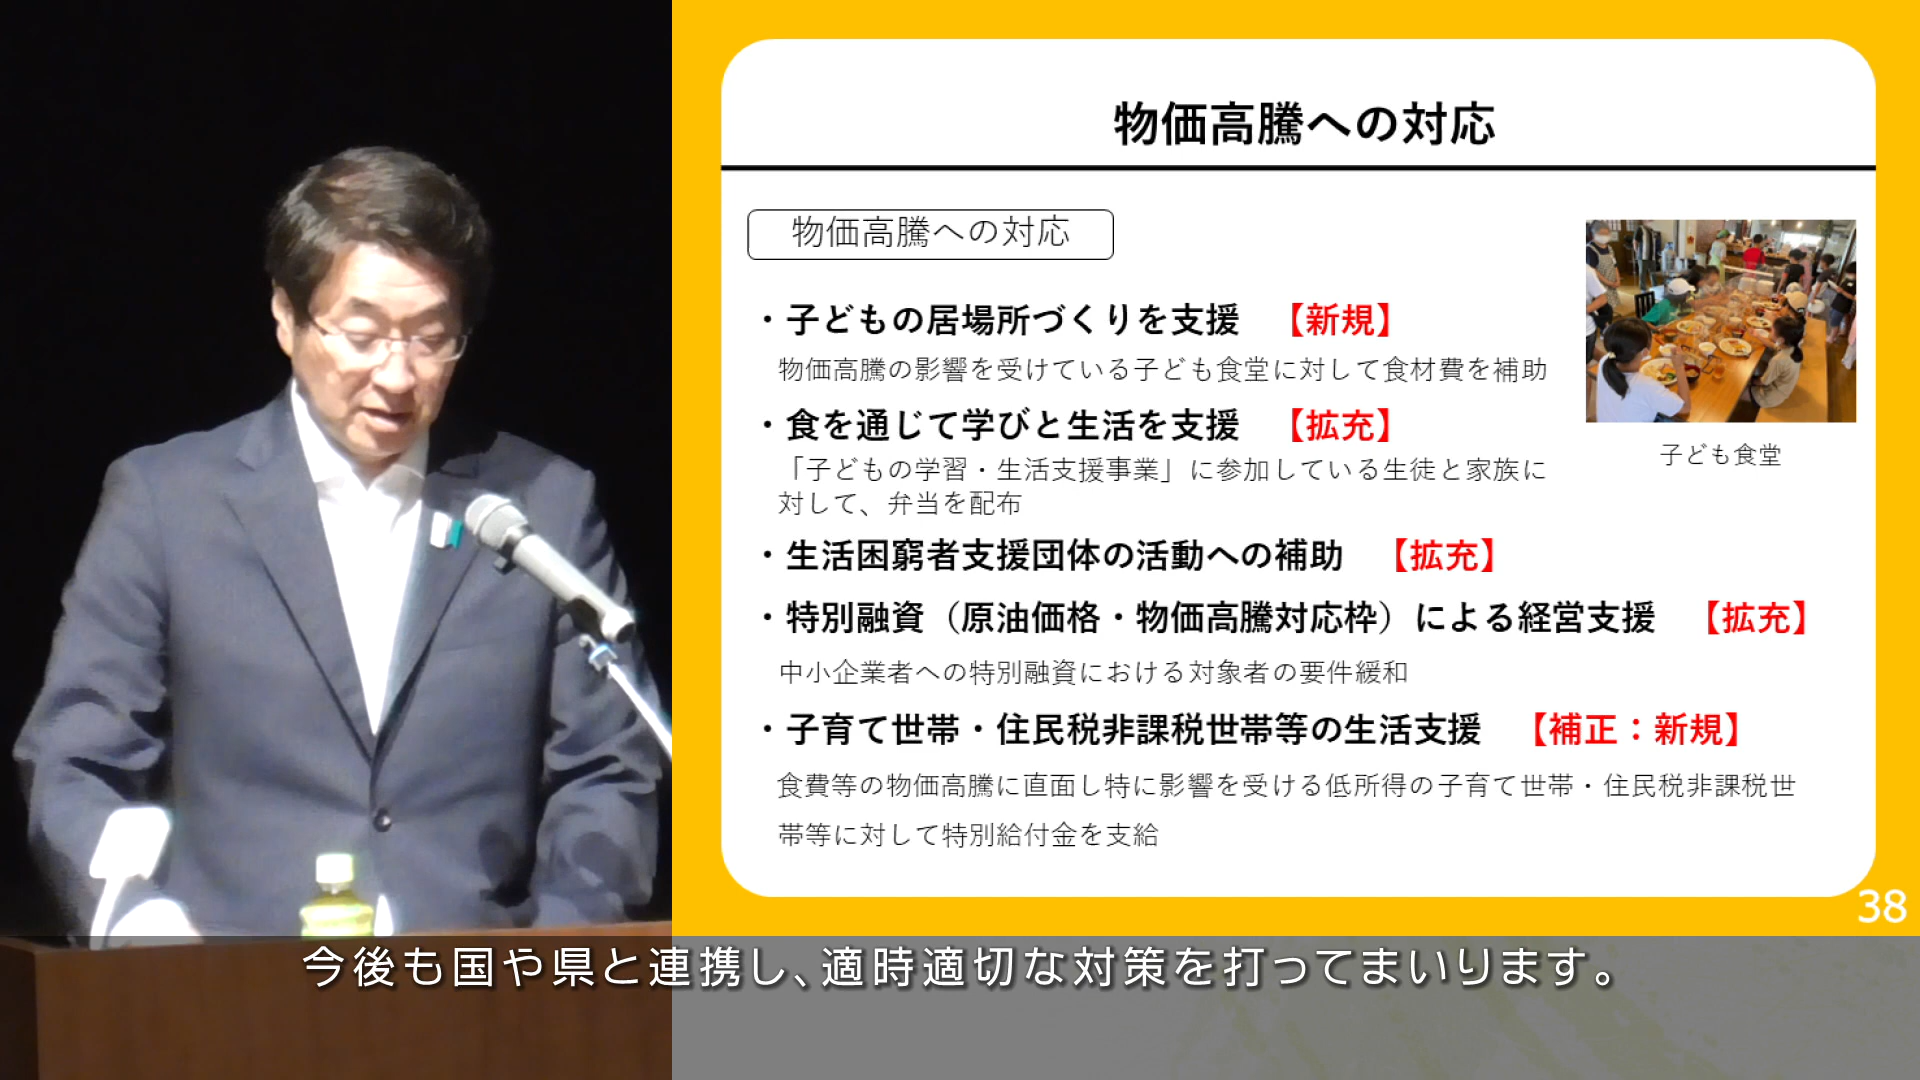 物価高騰への対応
物価高騰への対応
・子どもの居場所づくりを支援　【新規】
物価高騰の影響を受けている子ども食堂に対して食材費を補助
・食を通じて学びと生活を支援　【拡充】
「子どもの学習・生活支援事業」に参加している生徒と家族に
対して、弁当を配布
子ども食堂
・生活困窮者支援団体の活動への補助　【拡充】
・特別融資（原油価格・物価高騰対応枠）による経営支援　【拡充】
中小企業者への特別融資における対象者の要件緩和
・子育て世帯・住民税非課税世帯等の生活支援　【補正：新規】
食費等の物価高騰に直面し特に影響を受ける低所得の子育て世帯・住民税非課税世
帯等に対して特別給付金を支給
38
今後も国や県と連携し、適時適切な対策を打ってまいります。